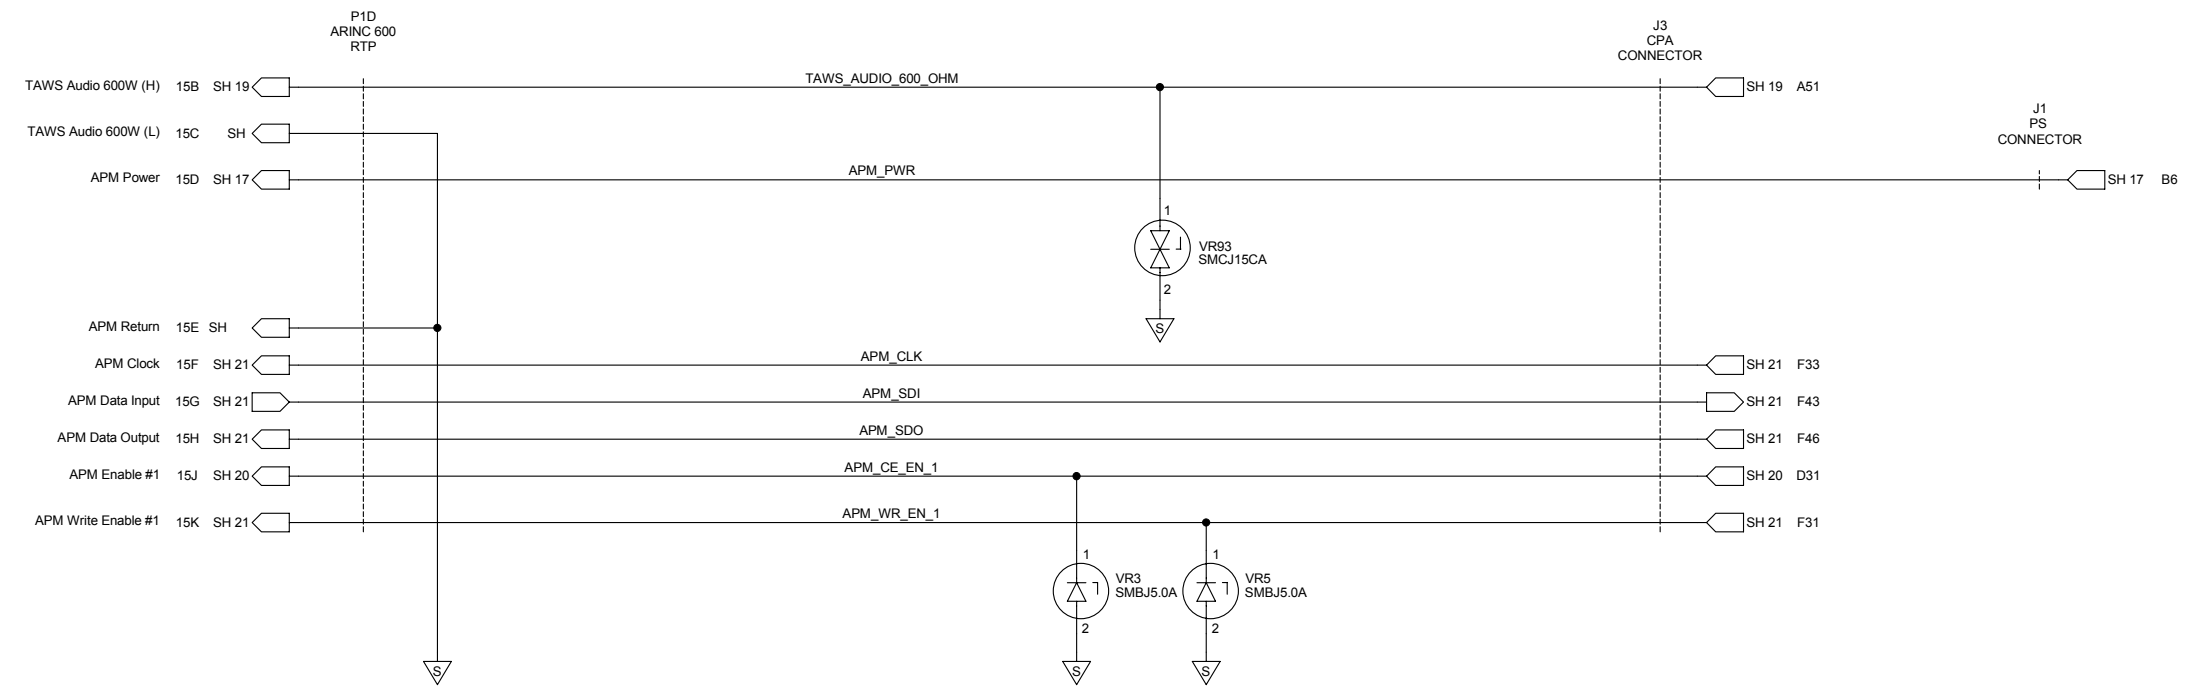 P1D
ARINC 600
RTP
J3
CPA
CONNECTOR
TAWS Audio 600W (H) 15B SH 19 TAWS_AUDIO_600_OHM SH 19 A51
J1
PS
CONNECTOR
TAWS Audio 600W (L) 15C SH
APM Power 15D SH 17 APM_PWR SH 17 B6
1
VR93
SMCJ15CA
2
S
APM Return 15E SH
APM Clock 15F SH 21 APM_CLK SH 21 F33
APM Data Input 15G SH 21 APM_SDI SH 21 F43
APM Data Output 15H SH 21 APM_SDO SH 21 F46
APM Enable #1 15J SH 20 APM_CE_EN_1 SH 20 D31
APM Write Enable #1 15K SH 21 APM_WR_EN_1 SH 21 F31
1 1
VR3 VR5
SMBJ5.0A SMBJ5.0A
2 2
S S S